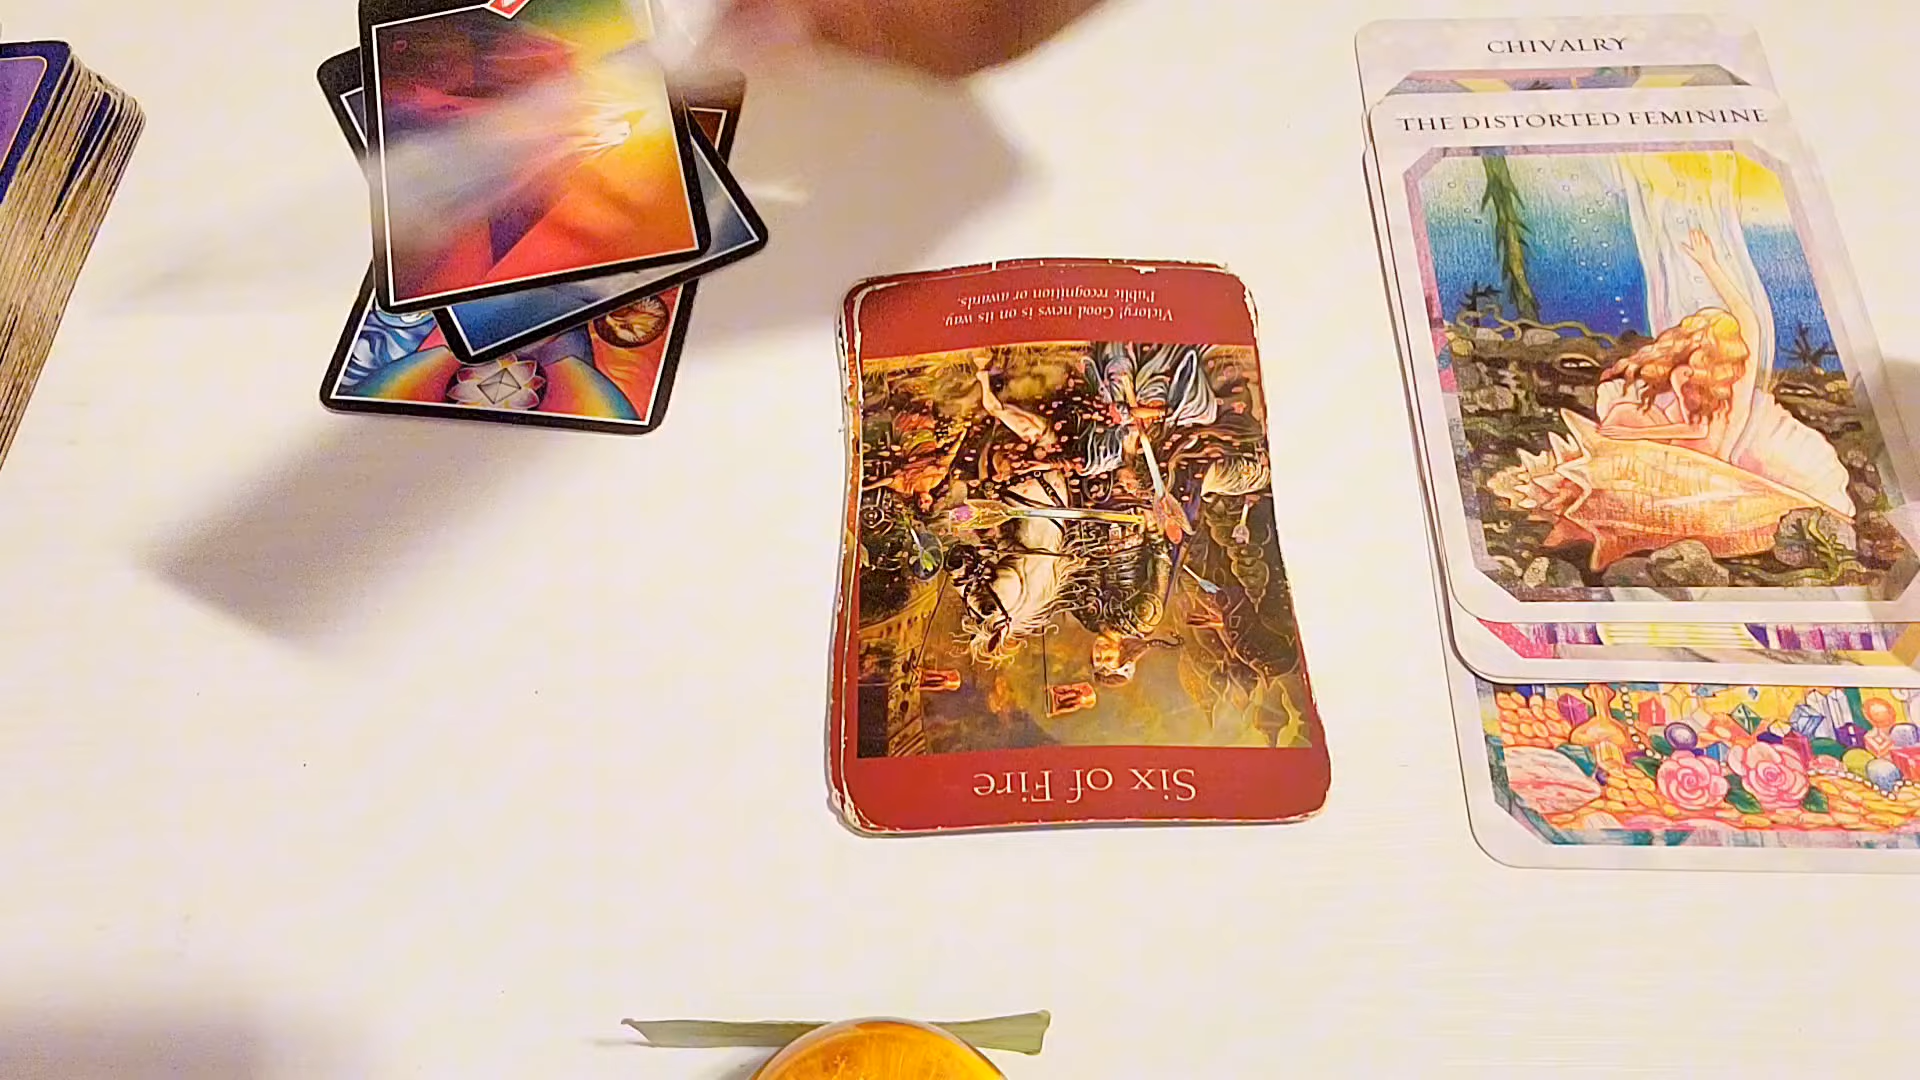 CHIVALRY
THE DISTORTED FEMININE
Six of Fire
Victory! Good news is on its way.
Public recognition or awards.